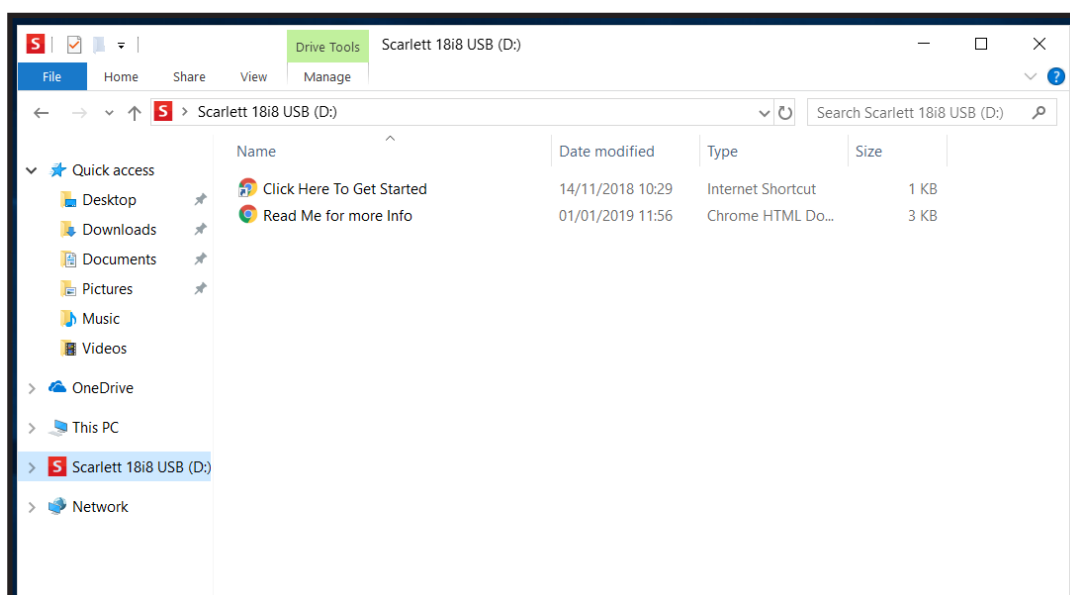 S Drive Tools Scarlett 18i8 USB (D:)
File Home Share View Manage ?
S > Scarlett 18i8 USB (D:) Search Scarlett 18i8 USB (D:)
Name Date modified Type Size
Quick access
Click Here To Get Started 14/11/2018 10:29 Internet Shortcut 1 KB
Desktop
Read Me for more Info 01/01/2019 11:56 Chrome HTML Do... 3 KB
Downloads
Documents
Pictures
Music
Videos
OneDrive
This PC
S Scarlett 18i8 USB (D:)
Network